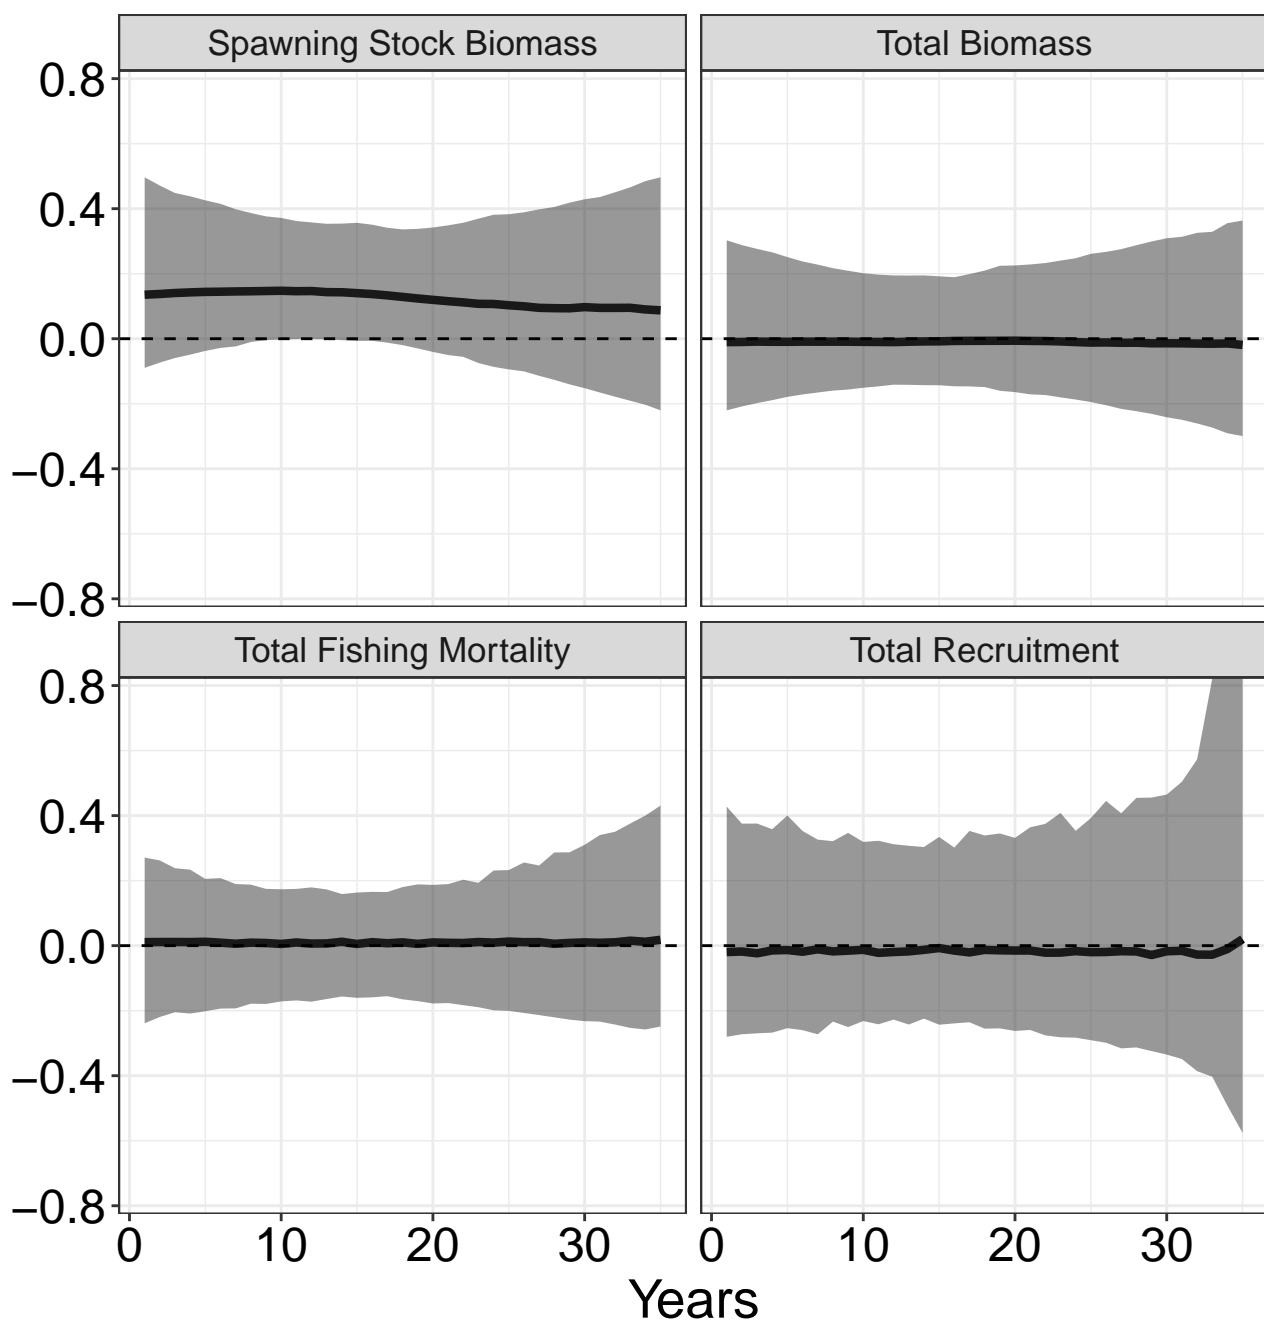 Spawning Stock Biomass
Total Biomass
0.8
0.4
0.0
−0.4
−0.8
Total Fishing Mortality
Total Recruitment
0.8
0.4
0.0
−0.4
−0.8
0 10 20 30
0 10 20 30
Years